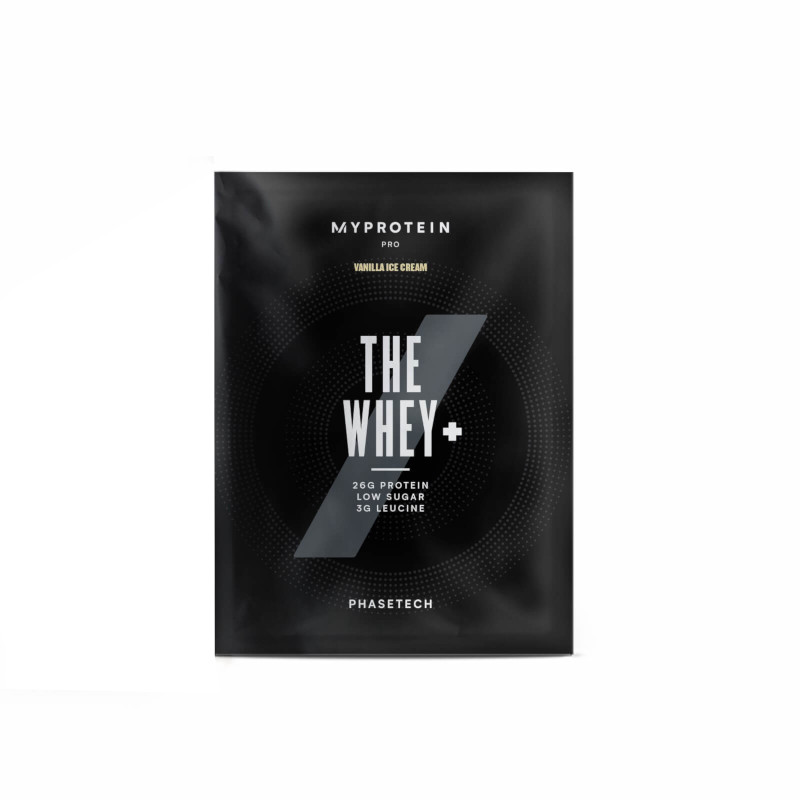 MYPROTEIN
PRO
VANILLA ICE CREAM
THE
WHEY+
26G PROTEIN
LOW SUGAR
3G LEUCINE
PHASETECH